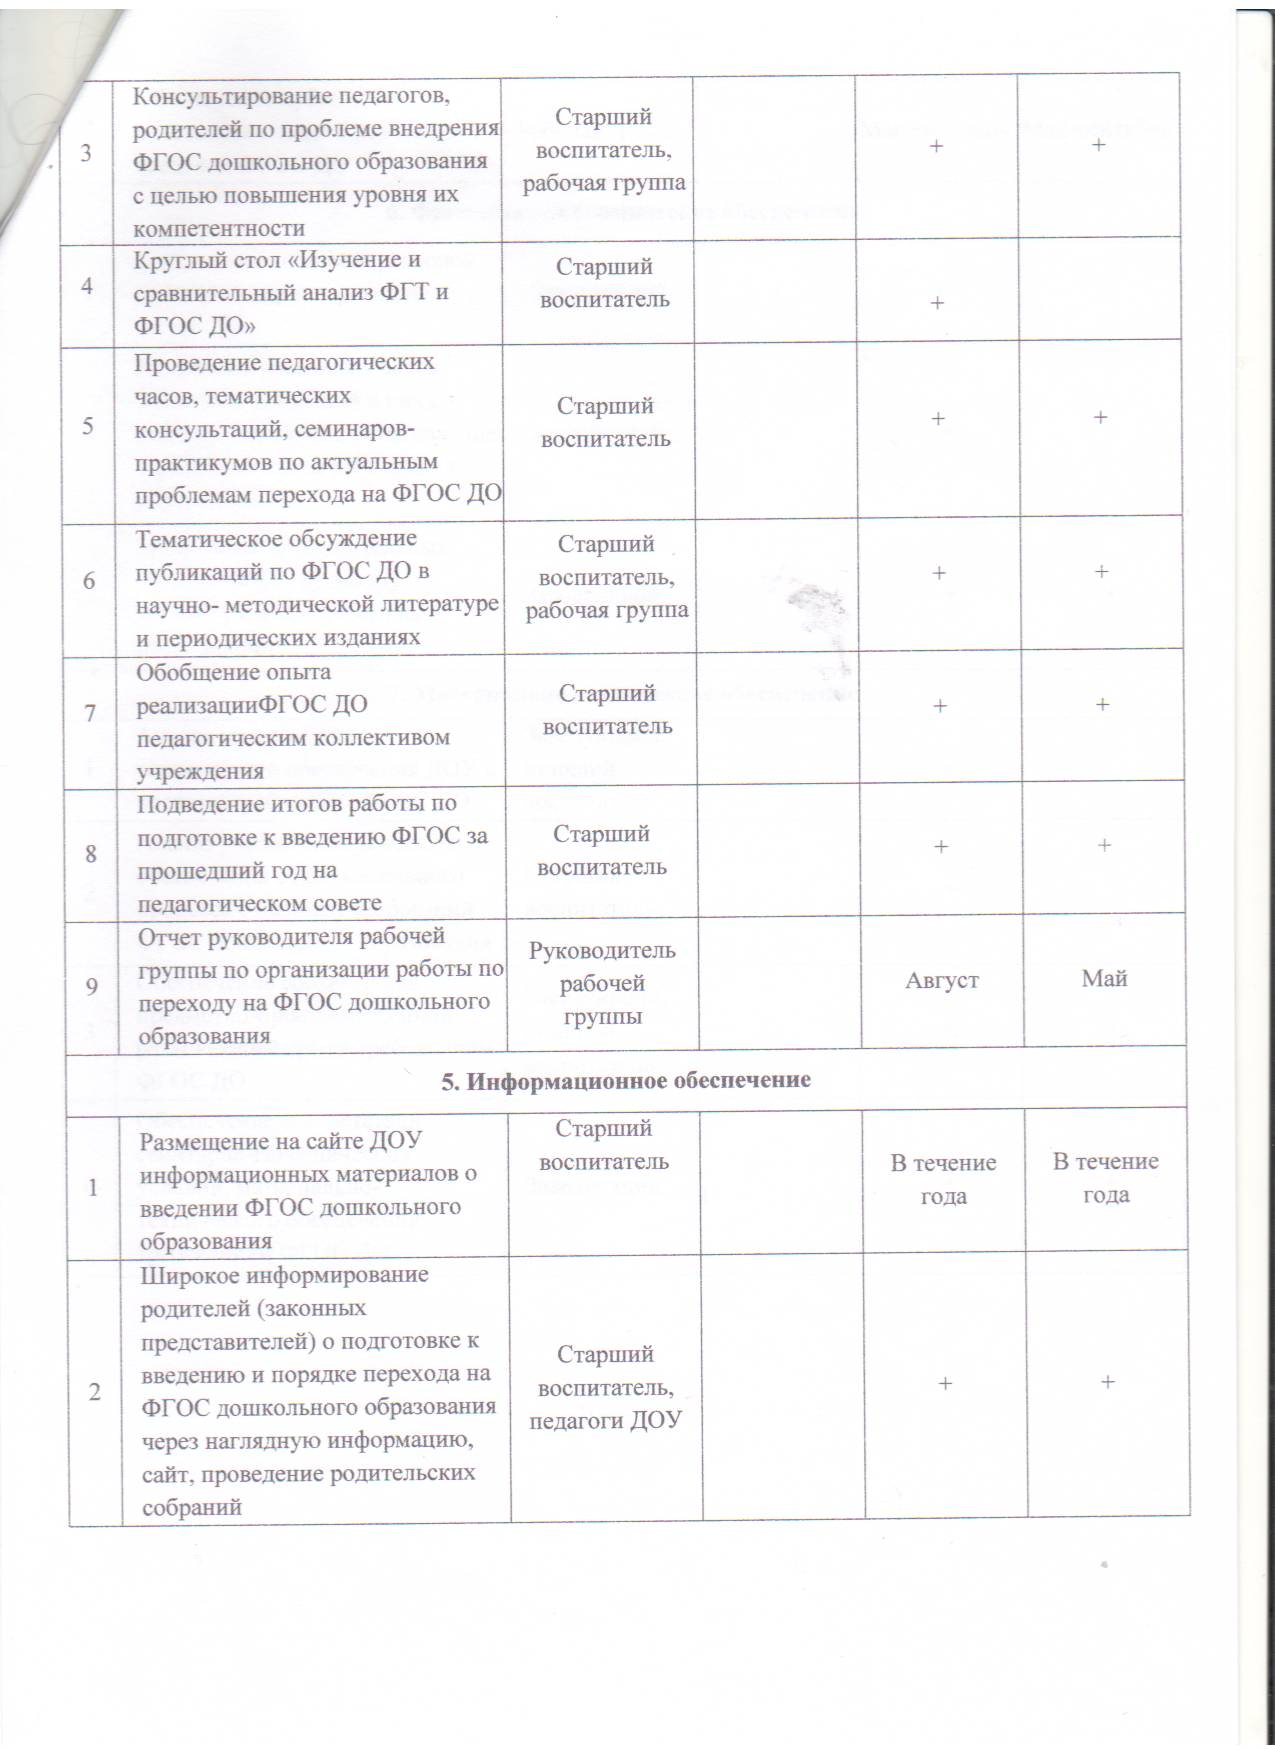 3
Консультирование педагогов,
родителей по проблеме внедрения
ФГОС дошкольного образования
с целью повышения уровня их
компетентности
Старший
воспитатель,
рабочая группа
+
+
4
Круглый стол «Изучение и
сравнительный анализ ФГТ и
ФГОС ДО»
Старший
воспитатель
+
5
Проведение педагогических
часов, тематических
консультаций, семинаров-
практикумов по актуальным
проблемам перехода на ФГОС ДО
Старший
воспитатель
+
+
6
Тематическое обсуждение
публикаций по ФГОС ДО в
научно- методической литературе
и периодических изданиях
Старший
воспитатель,
рабочая группа
+
+
7
Обобщение опыта
реализацииФГОС ДО
педагогическим коллективом
учреждения
Старший
воспитатель
+
+
8
Подведение итогов работы по
подготовке к введению ФГОС за
прошедший год на
педагогическом совете
Старший
воспитатель
+
+
9
Отчет руководителя рабочей
группы по организации работы по
переходу на ФГОС дошкольного
образования
Руководитель
рабочей
группы
Август
Май
5. Информационное обеспечение
1
Размещение на сайте ДОУ
информационных материалов о
введении ФГОС дошкольного
образования
Старший
воспитатель
В течение
года
В течение
года
2
Широкое информирование
родителей (законных
представителей) о подготовке к
введению и порядке перехода на
ФГОС дошкольного образования
через наглядную информацию,
сайт, проведение родительских
собраний
Старший
воспитатель,
педагоги ДОУ
+
+